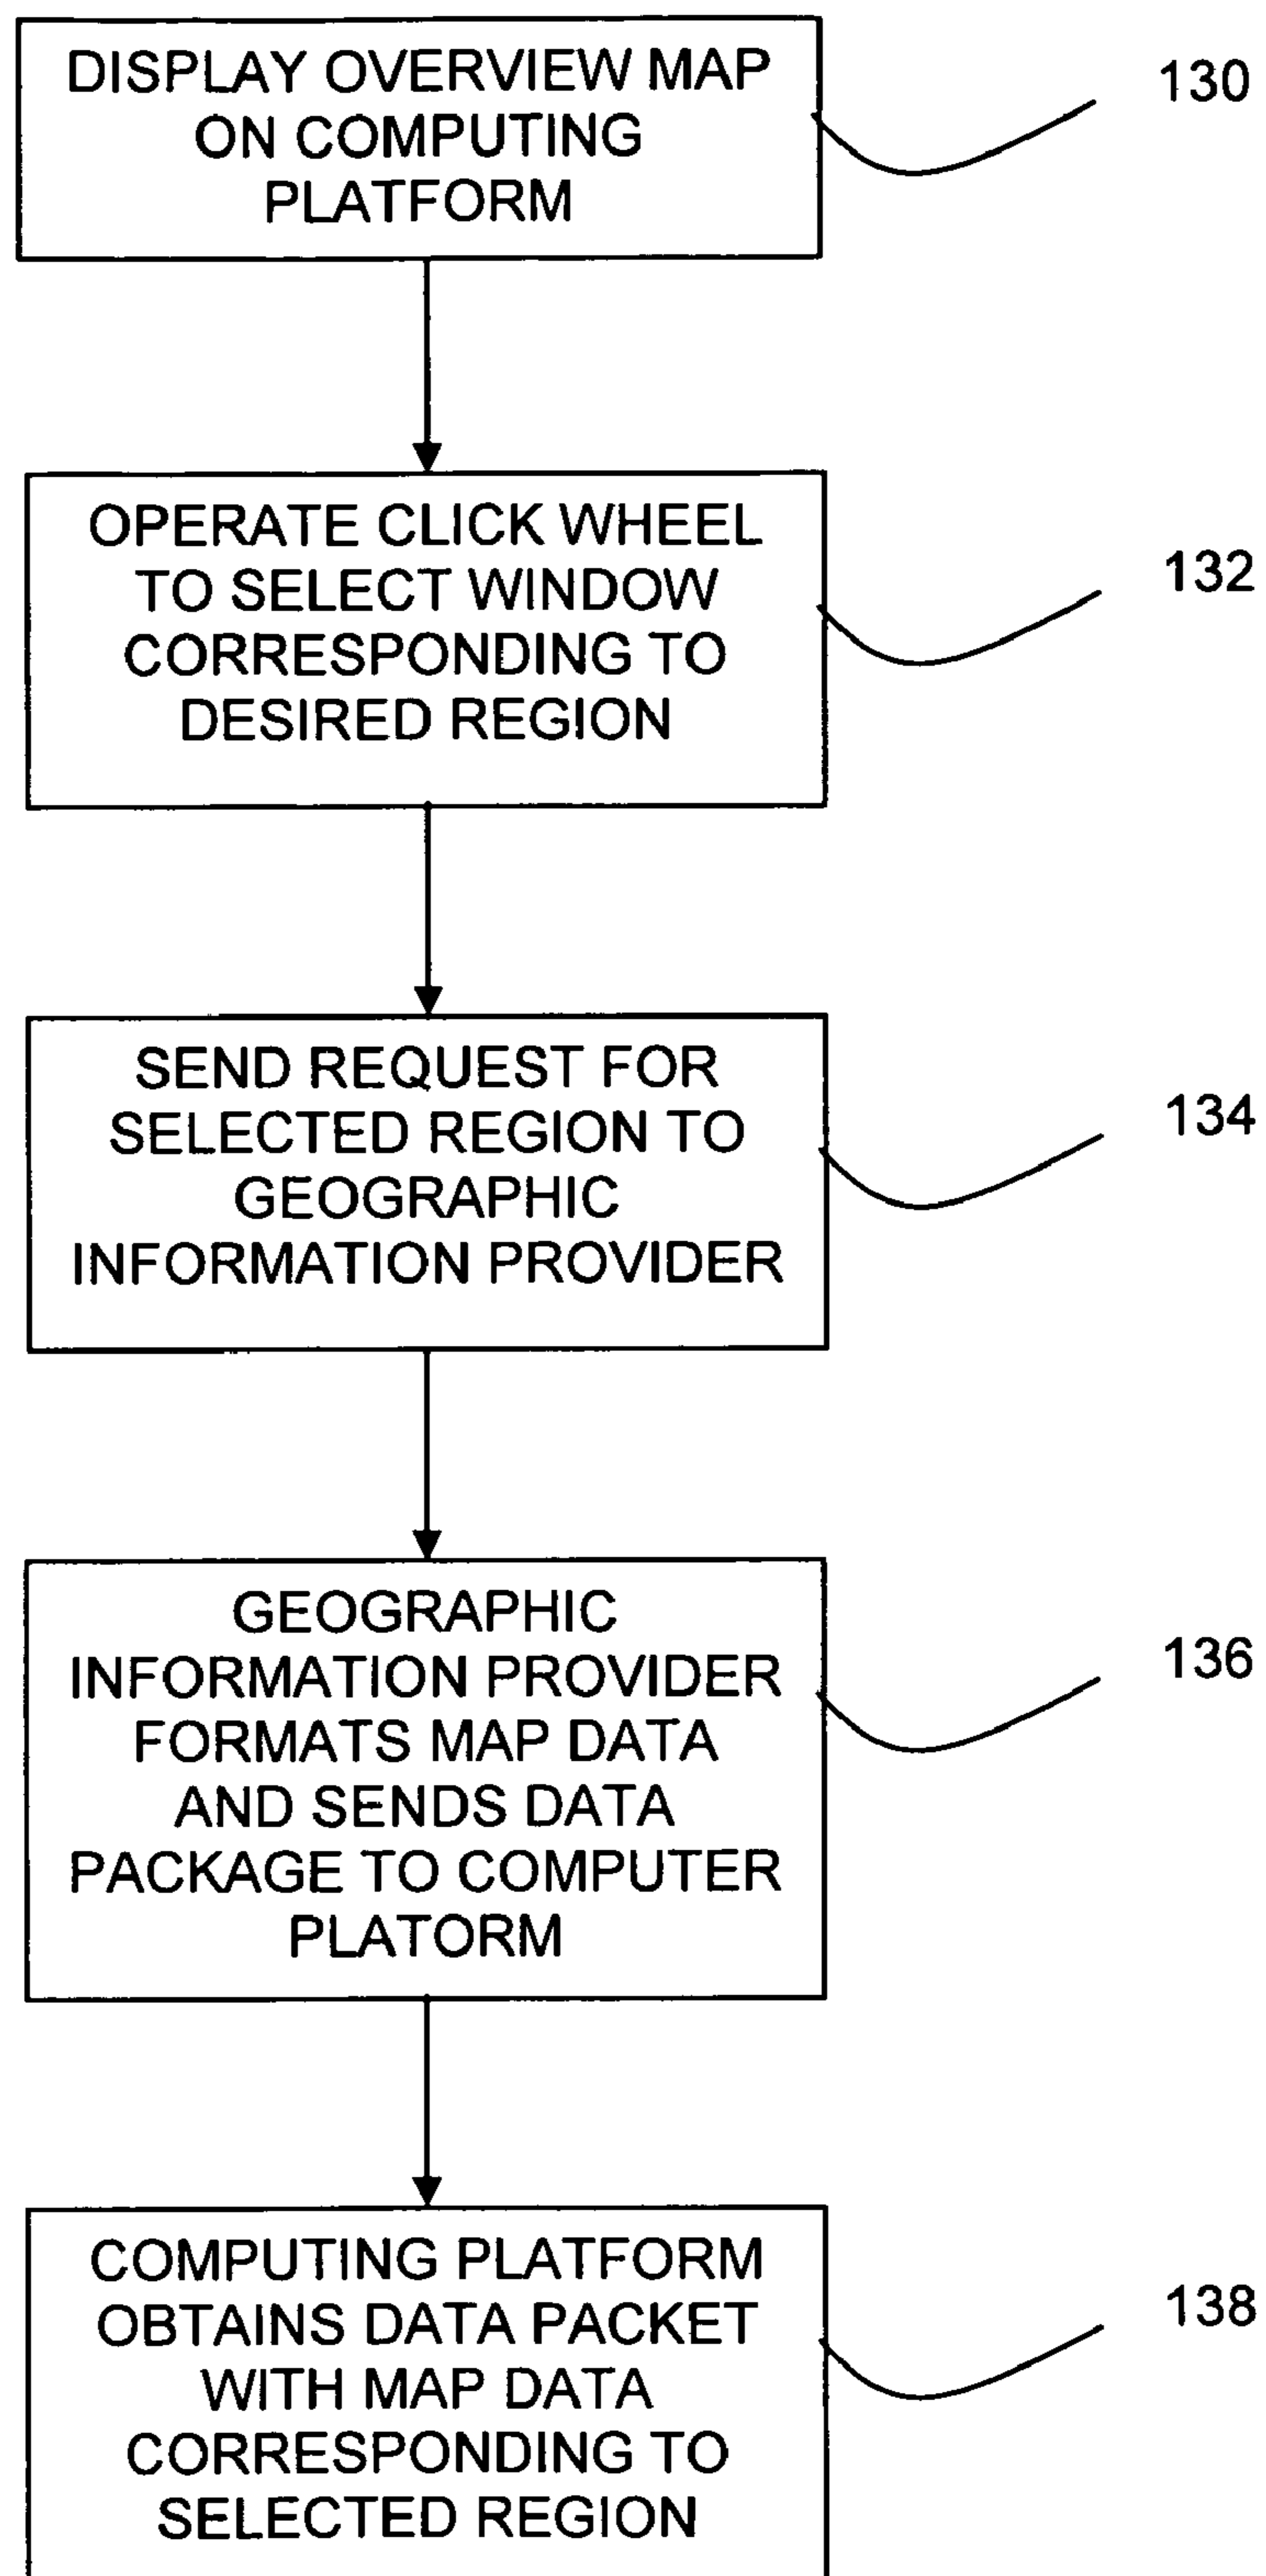 DISPLAY OVERVIEW MAP
ON COMPUTING
PLATFORM
130
OPERATE CLICK WHEEL
TO SELECT WINDOW
CORRESPONDING TO
DESIRED REGION
132
SEND REQUEST FOR
SELECTED REGION TO
GEOGRAPHIC
INFORMATION PROVIDER
134
GEOGRAPHIC
INFORMATION PROVIDER
FORMATS MAP DATA
AND SENDS DATA
PACKAGE TO COMPUTER
PLATORM
136
COMPUTING PLATFORM
OBTAINS DATA PACKET
WITH MAP DATA
CORRESPONDING TO
SELECTED REGION
138